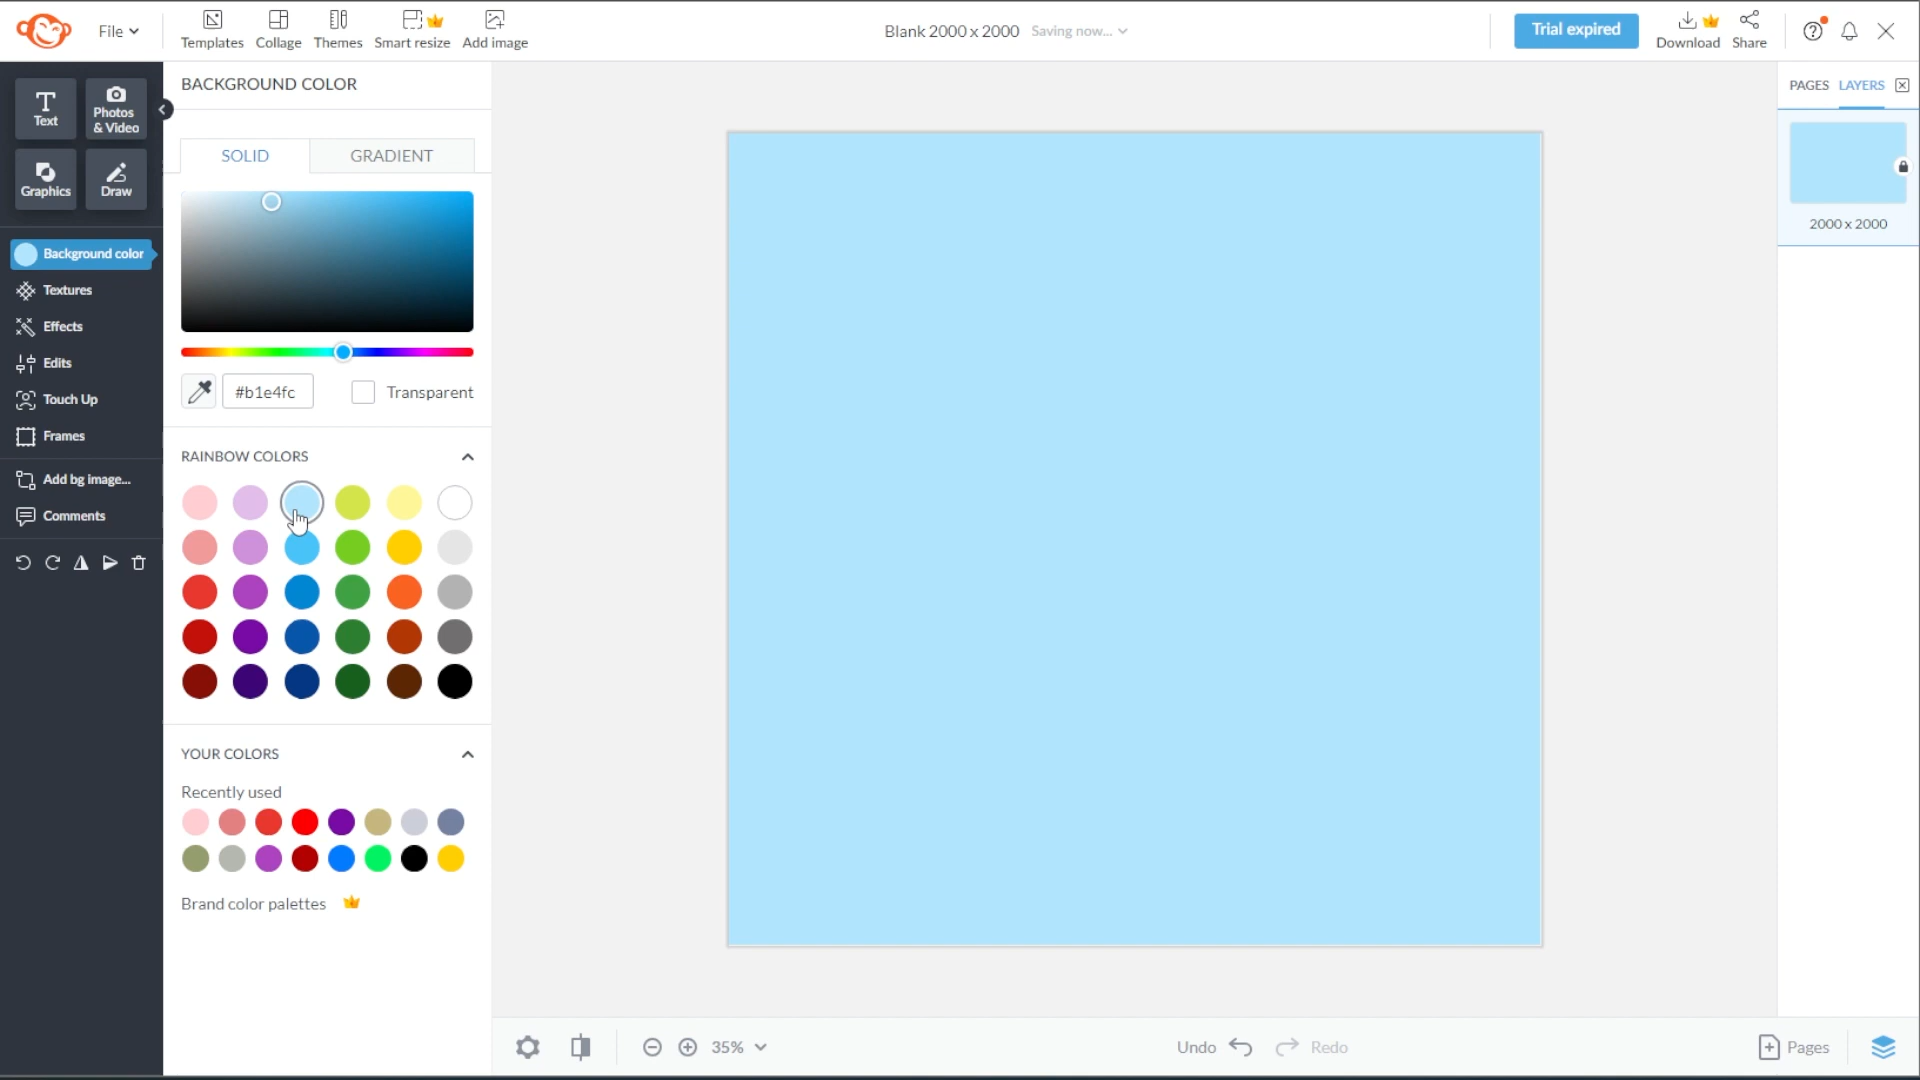 File
Templates
Collage
Themes
Smart resize
Add image
Blank 2000 x 2000
Saving now...
Trial expired
Download
Share
Text
Photos
& Video
Graphics
Draw
Background color
Textures
Effects
Edits
Touch Up
Frames
Add bg image...
Comments
BACKGROUND COLOR
SOLID
GRADIENT
#b1e4fc
Transparent
RAINBOW COLORS
YOUR COLORS
Recently used
Brand color palettes
PAGES
LAYERS
2000 x 2000
35%
Undo
Redo
Pages